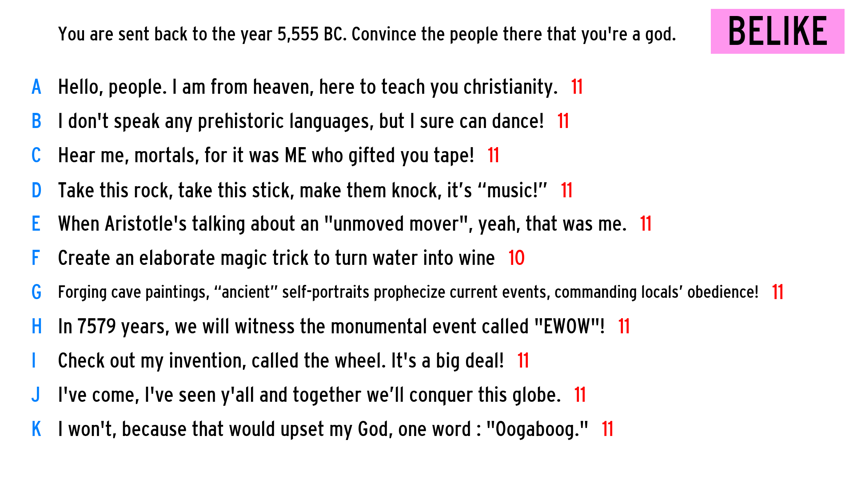 You are sent back to the year 5,555 BC. Convince the people there that you're a god.
BELIKE
A Hello, people. I am from heaven, here to teach you christianity. 11
B I don't speak any prehistoric languages, but I sure can dance! 11
C Hear me, mortals, for it was ME who gifted you tape! 11
D Take this rock, take this stick, make them knock, it’s “music!” 11
E When Aristotle's talking about an "unmoved mover", yeah, that was me. 11
F Create an elaborate magic trick to turn water into wine 10
G Forging cave paintings, “ancient” self-portraits prophecize current events, commanding locals’ obedience! 11
H In 7579 years, we will witness the monumental event called "EWOW"! 11
I Check out my invention, called the wheel. It's a big deal! 11
J I've come, I've seen y'all and together we’ll conquer this globe. 11
K I won't, because that would upset my God, one word : "Oogaboog." 11